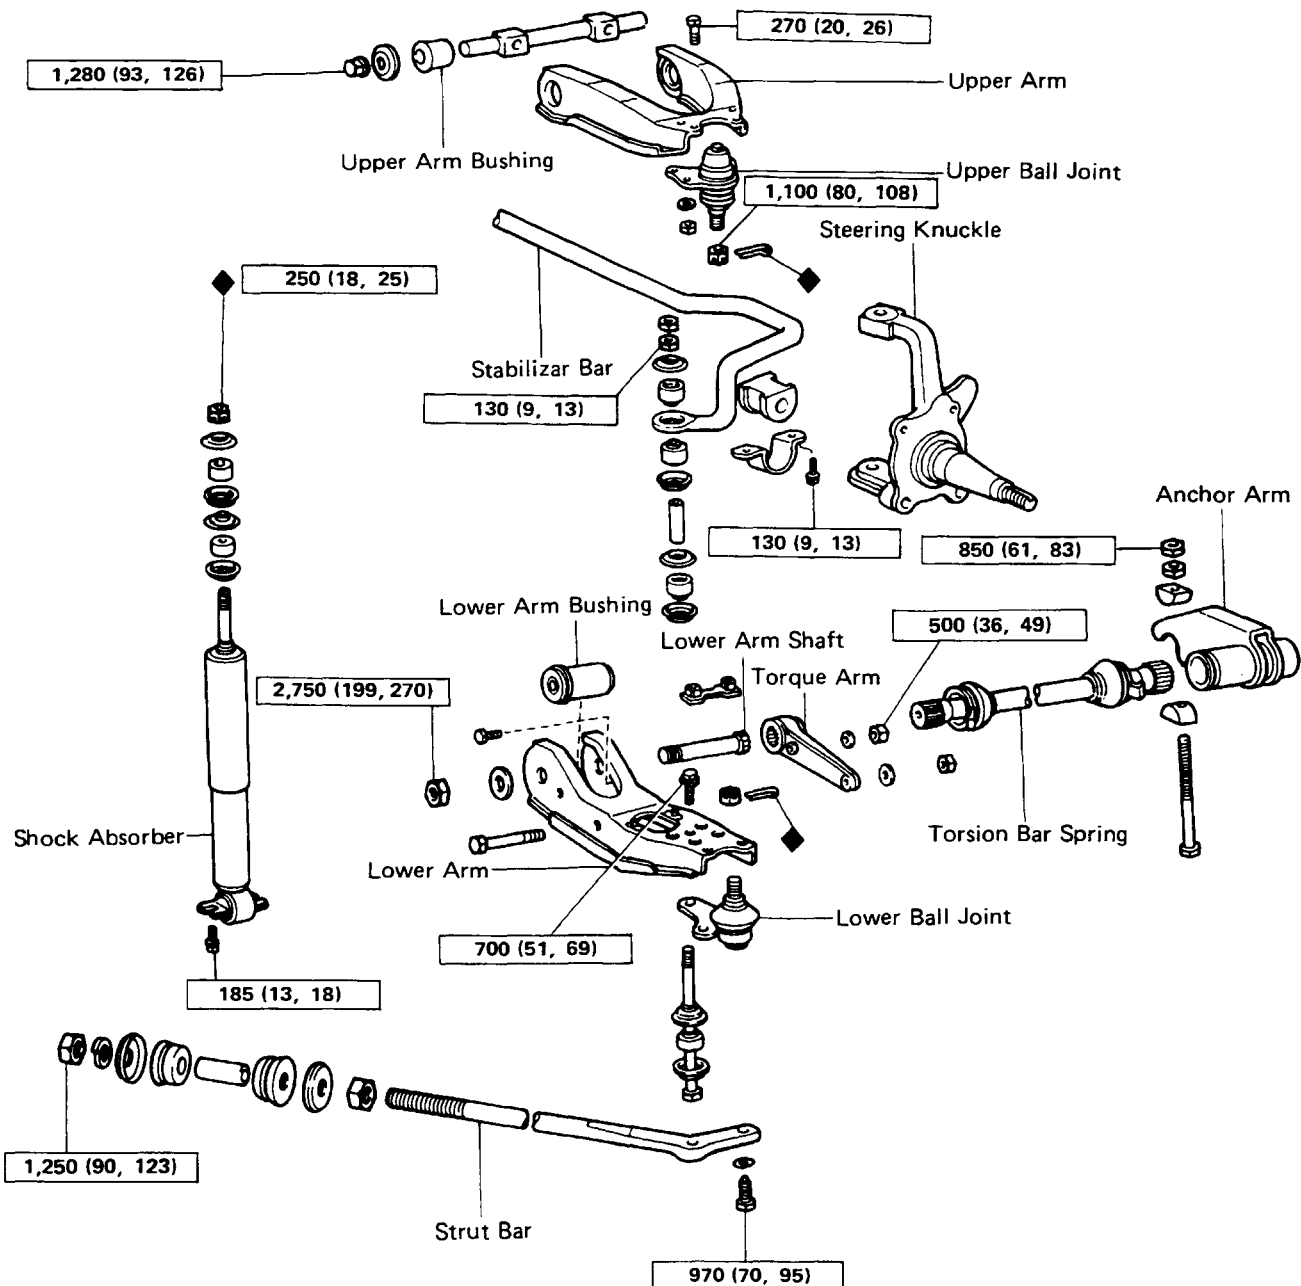 270 (20, 26)
1,280 (93, 126)
Upper Arm
Upper Arm Bushing
Upper Ball Joint
1,100 (80, 108)
Steering Knuckle
250 (18, 25)
Stabilizar Bar
130 (9, 13)
Anchor Arm
130 (9, 13)
850 (61, 83)
Lower Arm Bushing
500 (36, 49)
Lower Arm Shaft
Torque Arm
2,750 (199, 270)
Shock Absorber
Torsion Bar Spring
Lower Arm
Lower Ball Joint
700 (51, 69)
185 (13, 18)
1,250 (90, 123)
Strut Bar
970 (70, 95)